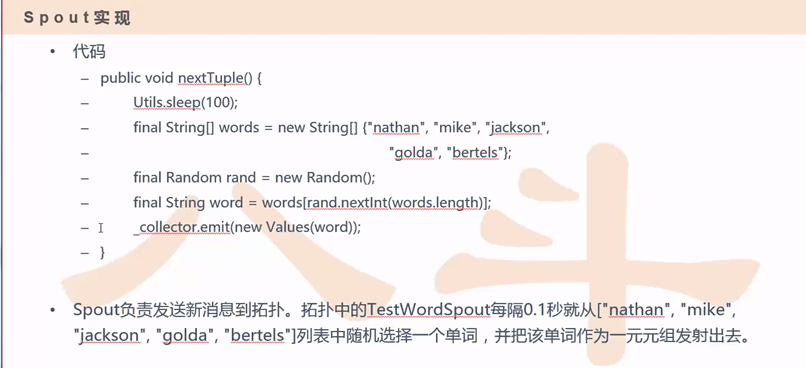 Spout实现
• 代码
– public void nextTuple() {
– Utils.sleep(100);
– final String[] words = new String[] {"nathan", "mike", "jackson",
– "golda", "bertels"};
– final Random rand = new Random();
– final String word = words[rand.nextInt(words.length)];
– _collector.emit(new Values(word));
– }
• Spout负责发送新消息到拓扑。拓扑中的TestWordSpout每隔0.1秒就从["nathan", "mike",
"jackson", "golda", "bertels"]列表中随机选择一个单词，并把该单词作为一元元组发射出去。
八斗